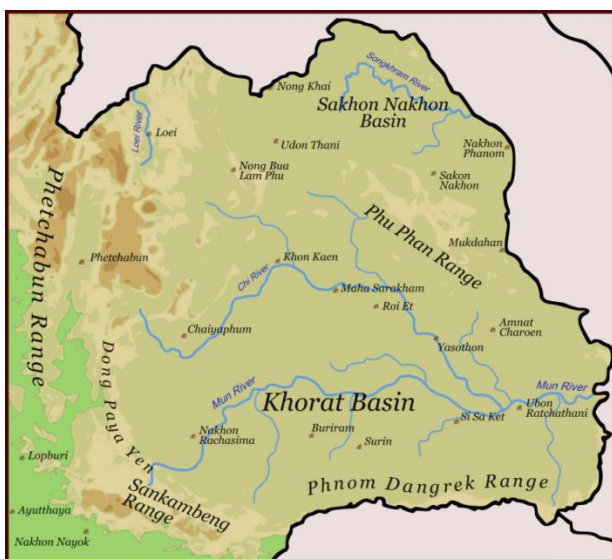 Nong Khai
Songkhram River
Sakhon Nakhon
Basin
Loei River
Loei
Udon Thani
Nakhon
Phanom
Nong Bua
Lam Phu
Sakon
Nakhon
Phetchabun Range
Phu Phan Range
Mukdahan
Phetchabun
Khon Kaen
Chi River
Maha Sarakham
Roi Et
Chaiyaphum
Amnat
Charoen
Yasothon
Dong Paya Yen
Mun River
Khorat Basin
Mun River
Ubon
Ratchathani
Si Sa Ket
Nakhon
Rachasima
Buriram
Surin
Lopburi
Sankambeng
Range
Phnom Dangrek Range
Ayutthaya
Nakhon Nayok